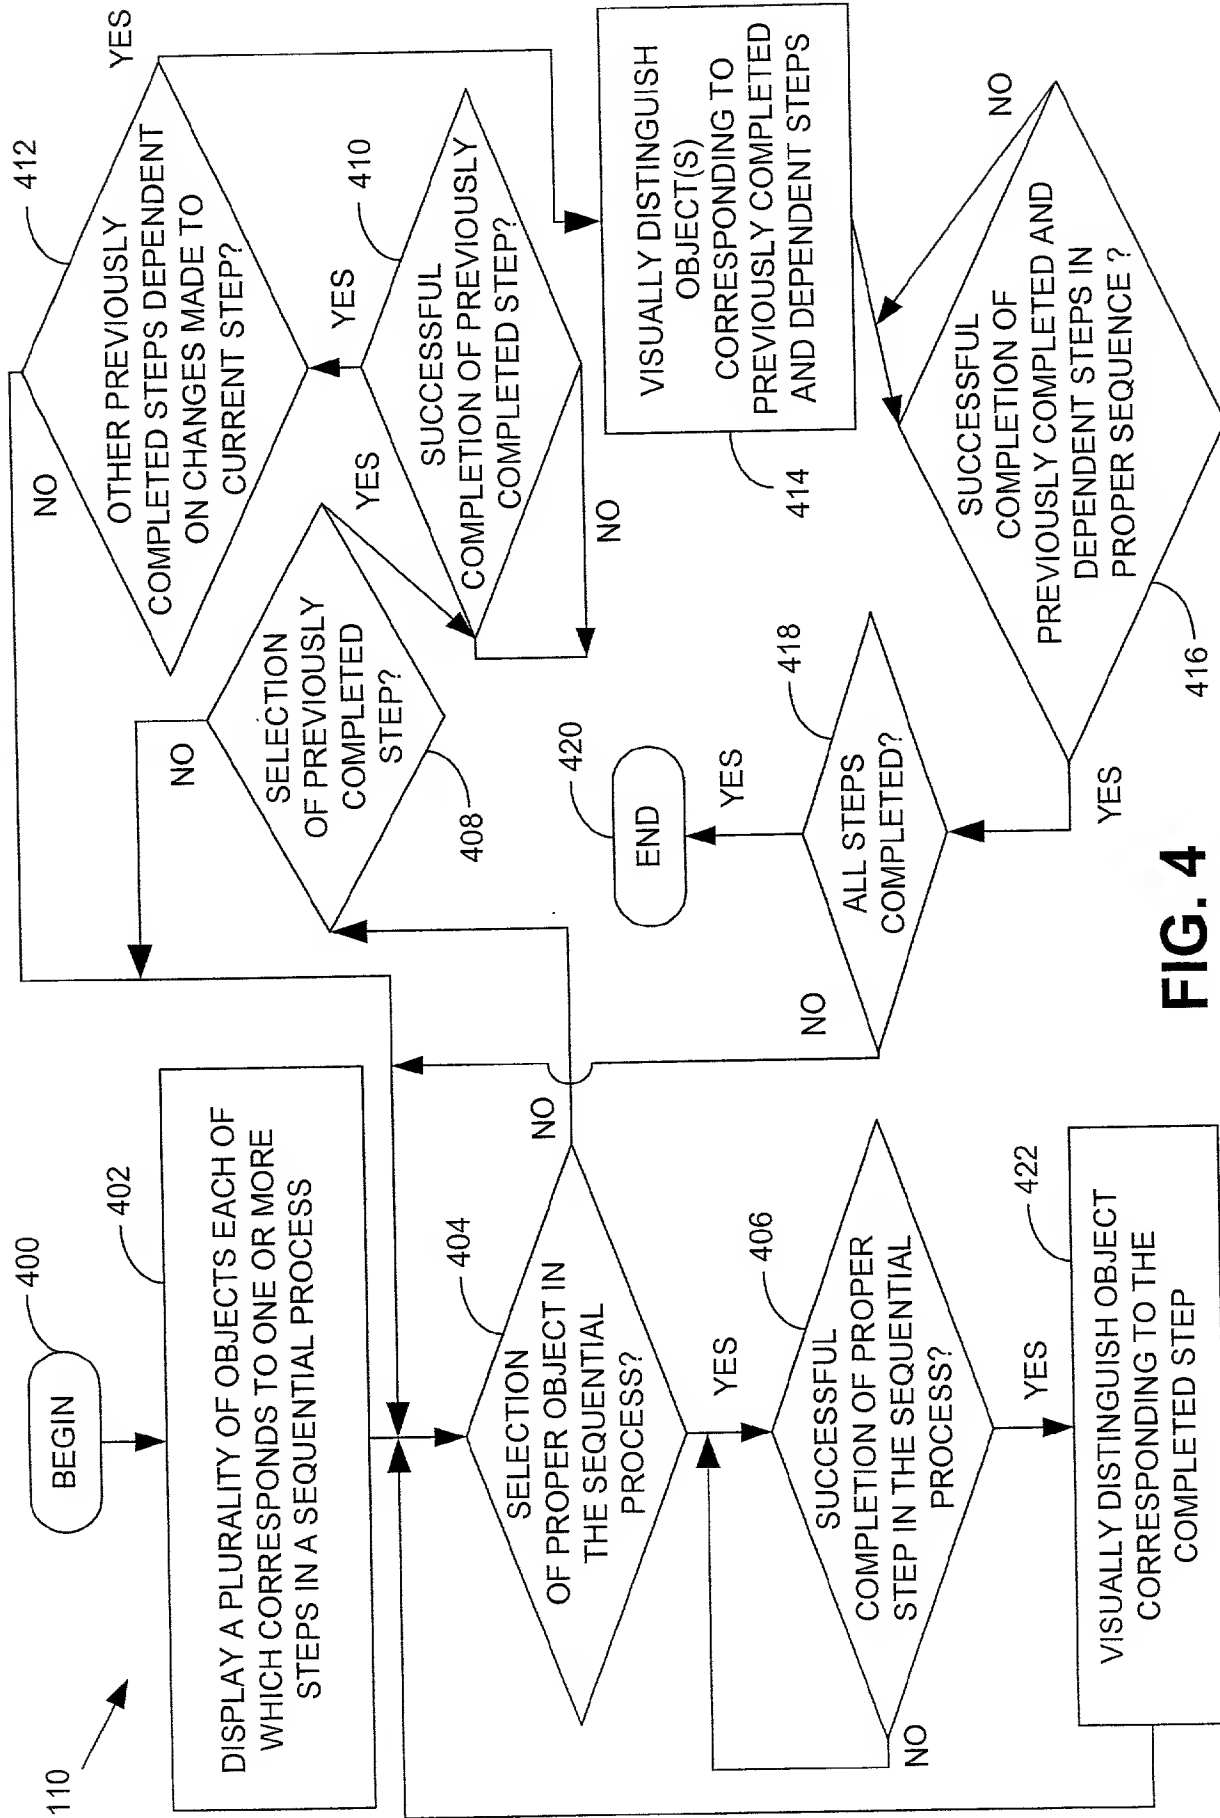 110
400
BEGIN
402
DISPLAY A PLURALITY OF OBJECTS EACH OF
WHICH CORRESPONDS TO ONE OR MORE
STEPS IN A SEQUENTIAL PROCESS
404
SELECTION
OF PROPER OBJECT IN
THE SEQUENTIAL
PROCESS?
NO
YES
406
SUCCESSFUL
COMPLETION OF PROPER
STEP IN THE SEQUENTIAL
PROCESS?
NO
YES
422
VISUALLY DISTINGUISH OBJECT
CORRESPONDING TO THE
COMPLETED STEP
NO
SELECTION
OF PREVIOUSLY
COMPLETED
STEP?
408
YES
412
OTHER PREVIOUSLY
COMPLETED STEPS DEPENDENT
ON CHANGES MADE TO
CURRENT STEP?
NO
YES
YES
410
SUCCESSFUL
COMPLETION OF PREVIOUSLY
COMPLETED STEP?
NO
VISUALLY DISTINGUISH
OBJECT(S)
CORRESPONDING TO
PREVIOUSLY COMPLETED
AND DEPENDENT STEPS
414
SUCCESSFUL
COMPLETION OF
PREVIOUSLY COMPLETED AND
DEPENDENT STEPS IN
PROPER SEQUENCE ?
NO
416
YES
418
ALL STEPS
COMPLETED?
NO
YES
420
END
FIG. 4